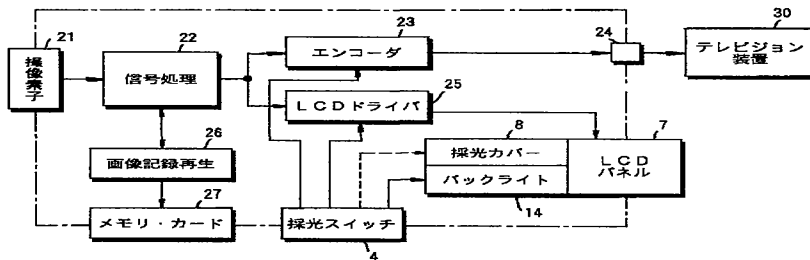 21
撮像素子
22
信号処理
23
エンコーダ
24
30
テレビジョン
装置
25
LCDドライバ
26
画像記録再生
27
メモリ・カード
8
採光カバー
バックライト
14
7
LCD
パネル
採光スイッチ
4